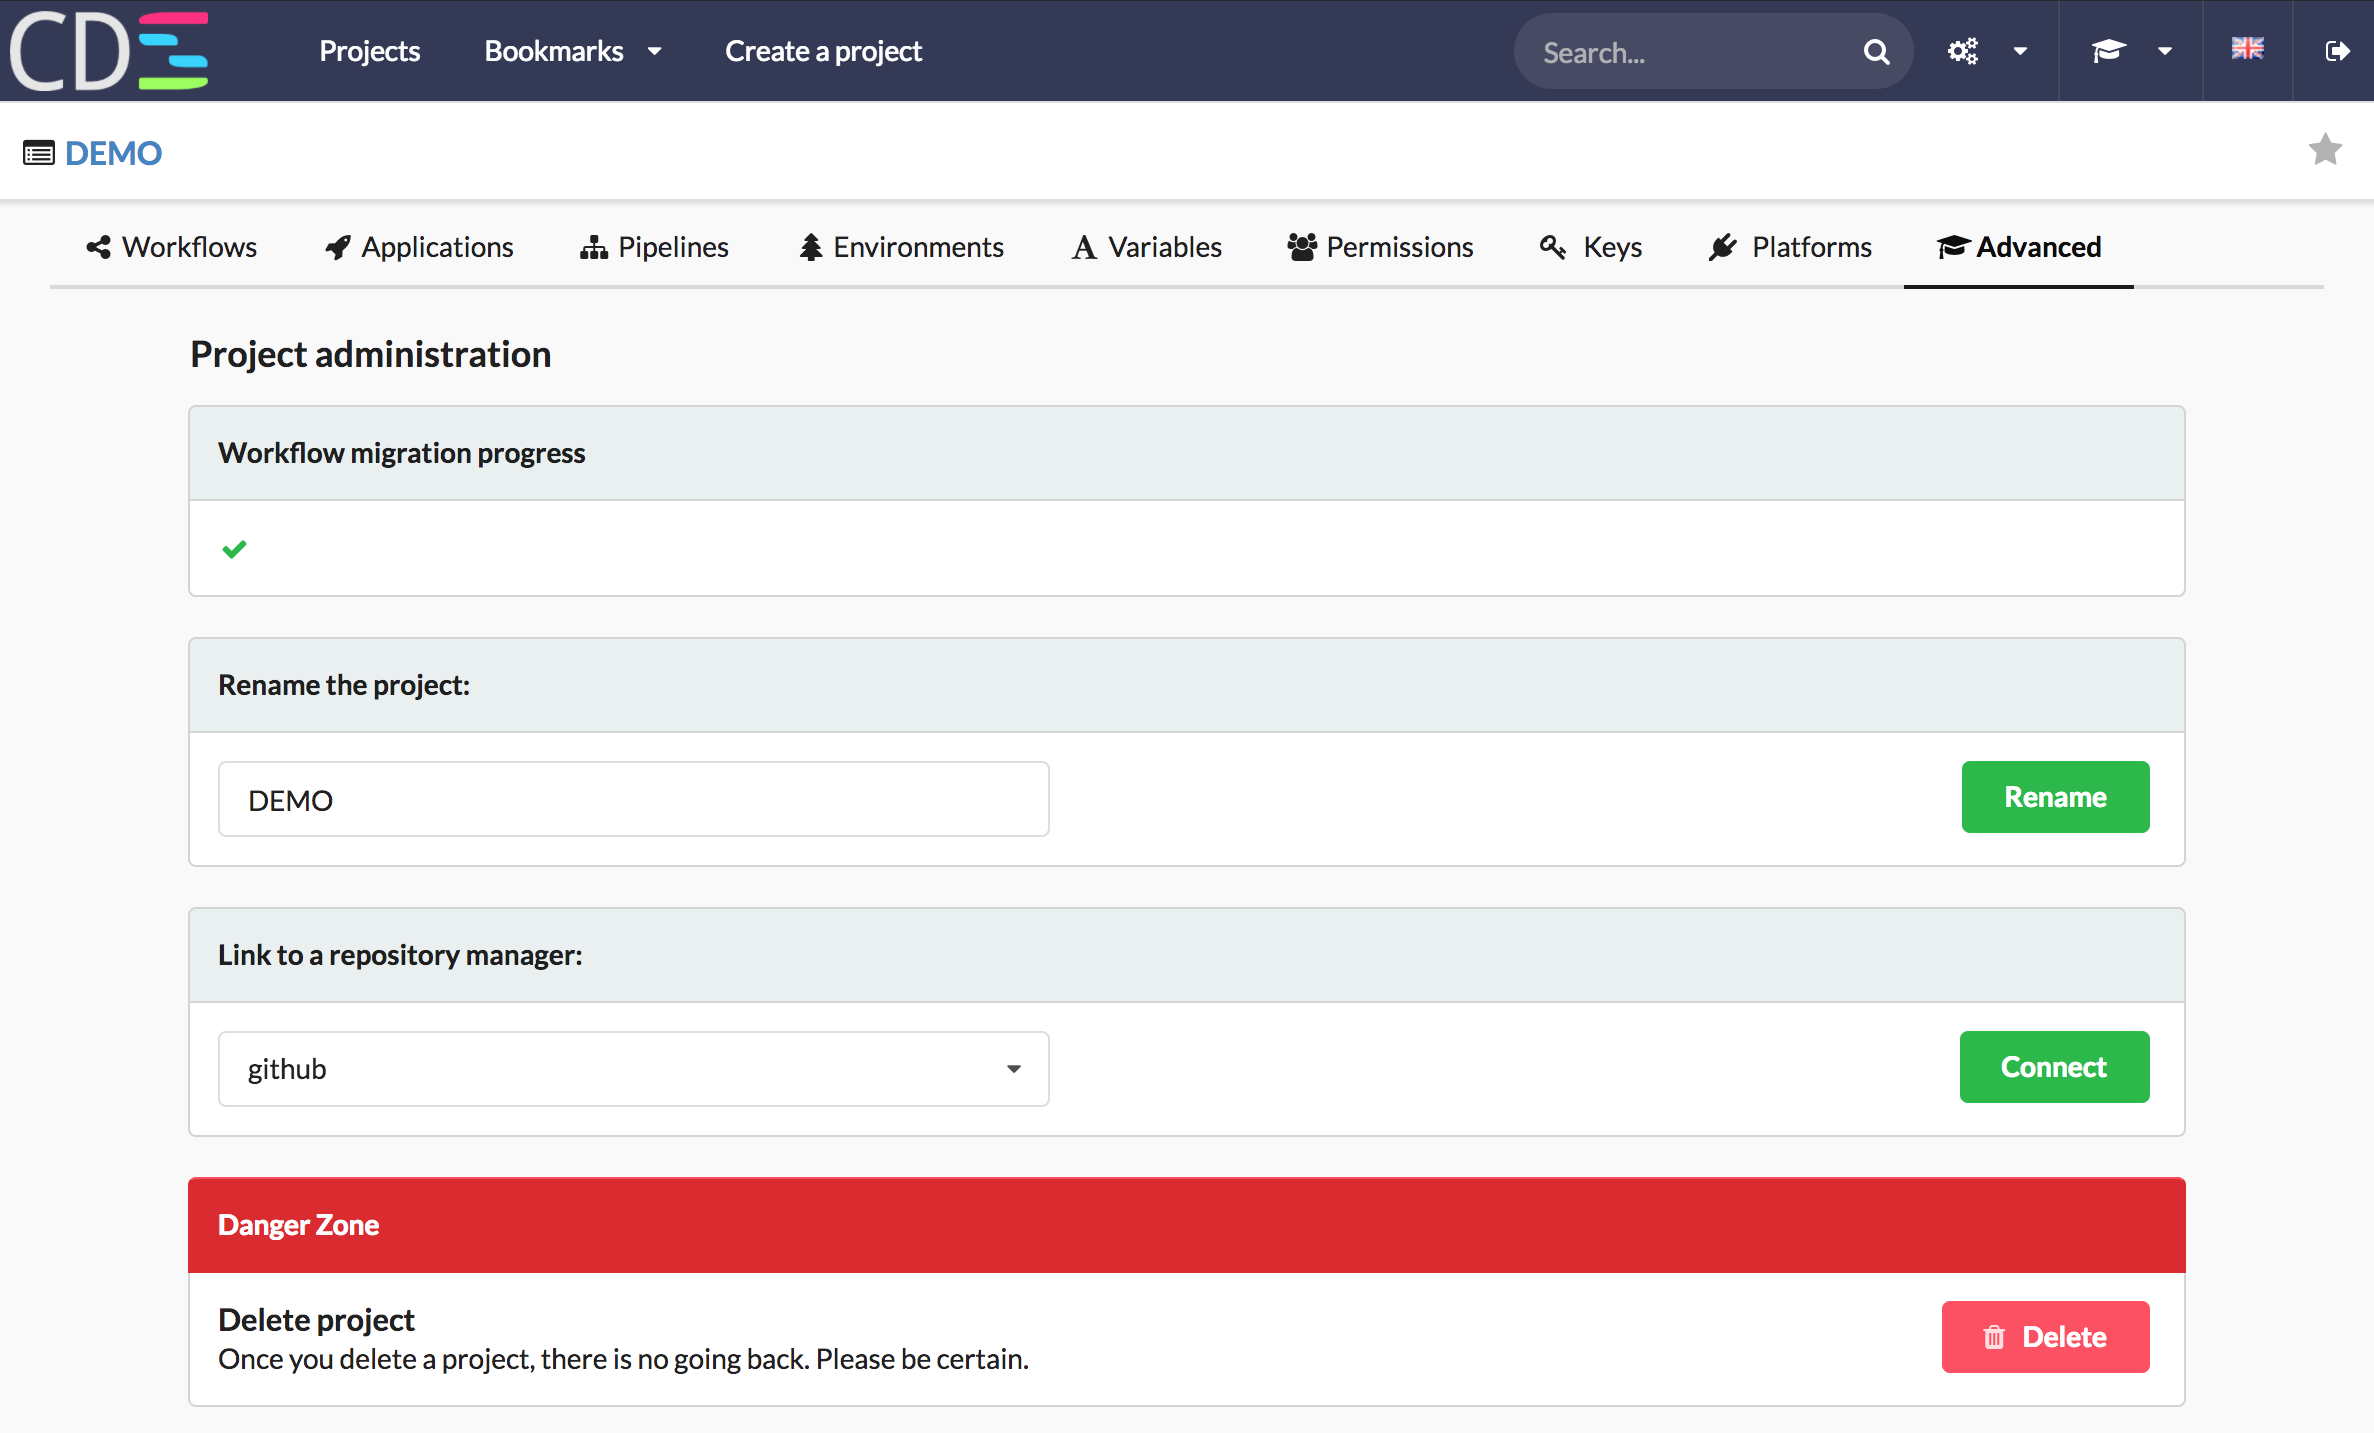 CDE
Projects Bookmarks Create a project Search...
DEMO
Workflows Applications Pipelines Environments Variables Permissions Keys Platforms Advanced
Project administration
Workflow migration progress
Rename the project:
DEMO Rename
Link to a repository manager:
github Connect
Danger Zone
Delete project
Once you delete a project, there is no going back. Please be certain.
Delete